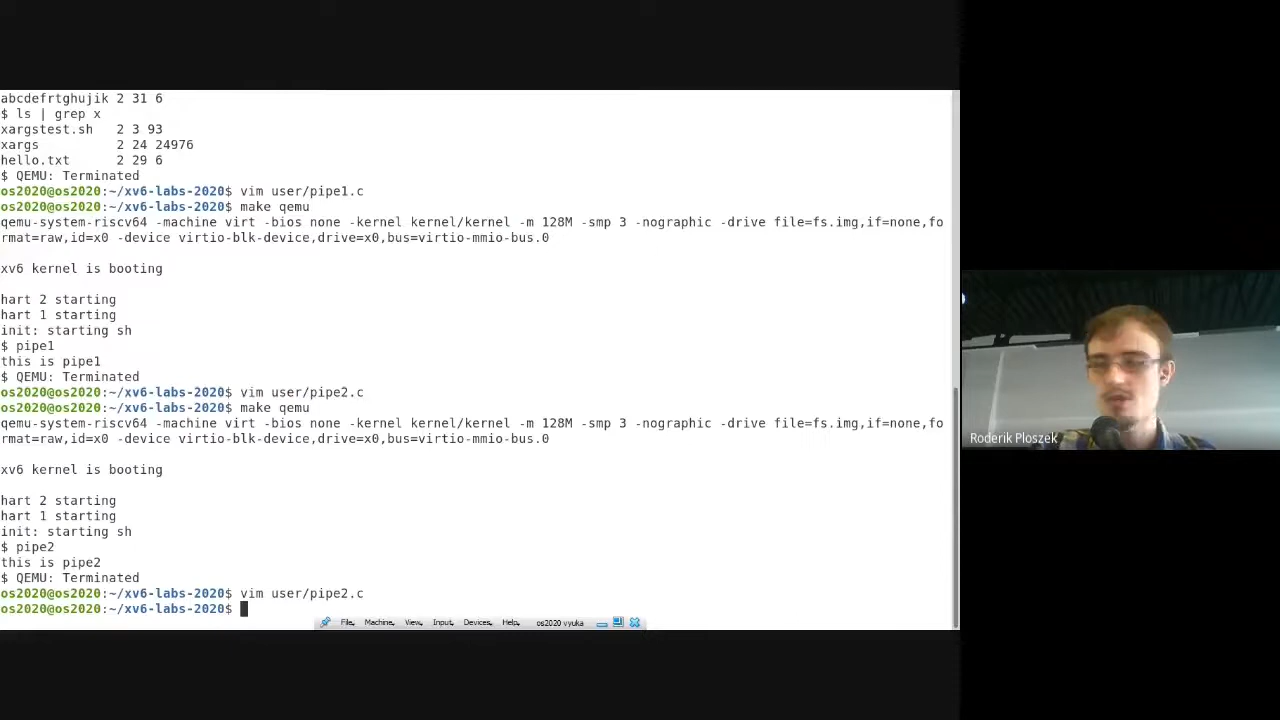 abcdefrtghujik 2 31 6
$ ls | grep x
xargstest.sh   2 3 93
xargs          2 24 24976
hello.txt      2 29 6
$ QEMU: Terminated
os2020@os2020:~/xv6-labs-2020$ vim user/pipe1.c
os2020@os2020:~/xv6-labs-2020$ make qemu
qemu-system-riscv64 -machine virt -bios none -kernel kernel/kernel -m 128M -smp 3 -nographic -drive file=fs.img,if=none,fo
rmat=raw,id=x0 -device virtio-blk-device,drive=x0,bus=virtio-mmio-bus.0
xv6 kernel is booting
hart 2 starting
hart 1 starting
init: starting sh
$ pipe1
this is pipe1
$ QEMU: Terminated
os2020@os2020:~/xv6-labs-2020$ vim user/pipe2.c
os2020@os2020:~/xv6-labs-2020$ make qemu
qemu-system-riscv64 -machine virt -bios none -kernel kernel/kernel -m 128M -smp 3 -nographic -drive file=fs.img,if=none,fo
rmat=raw,id=x0 -device virtio-blk-device,drive=x0,bus=virtio-mmio-bus.0
xv6 kernel is booting
hart 2 starting
hart 1 starting
init: starting sh
$ pipe2
this is pipe2
$ QEMU: Terminated
os2020@os2020:~/xv6-labs-2020$ vim user/pipe2.c
os2020@os2020:~/xv6-labs-2020$
File Machine View Input Devices Help os2020 vyuka
Roderik Ploszek